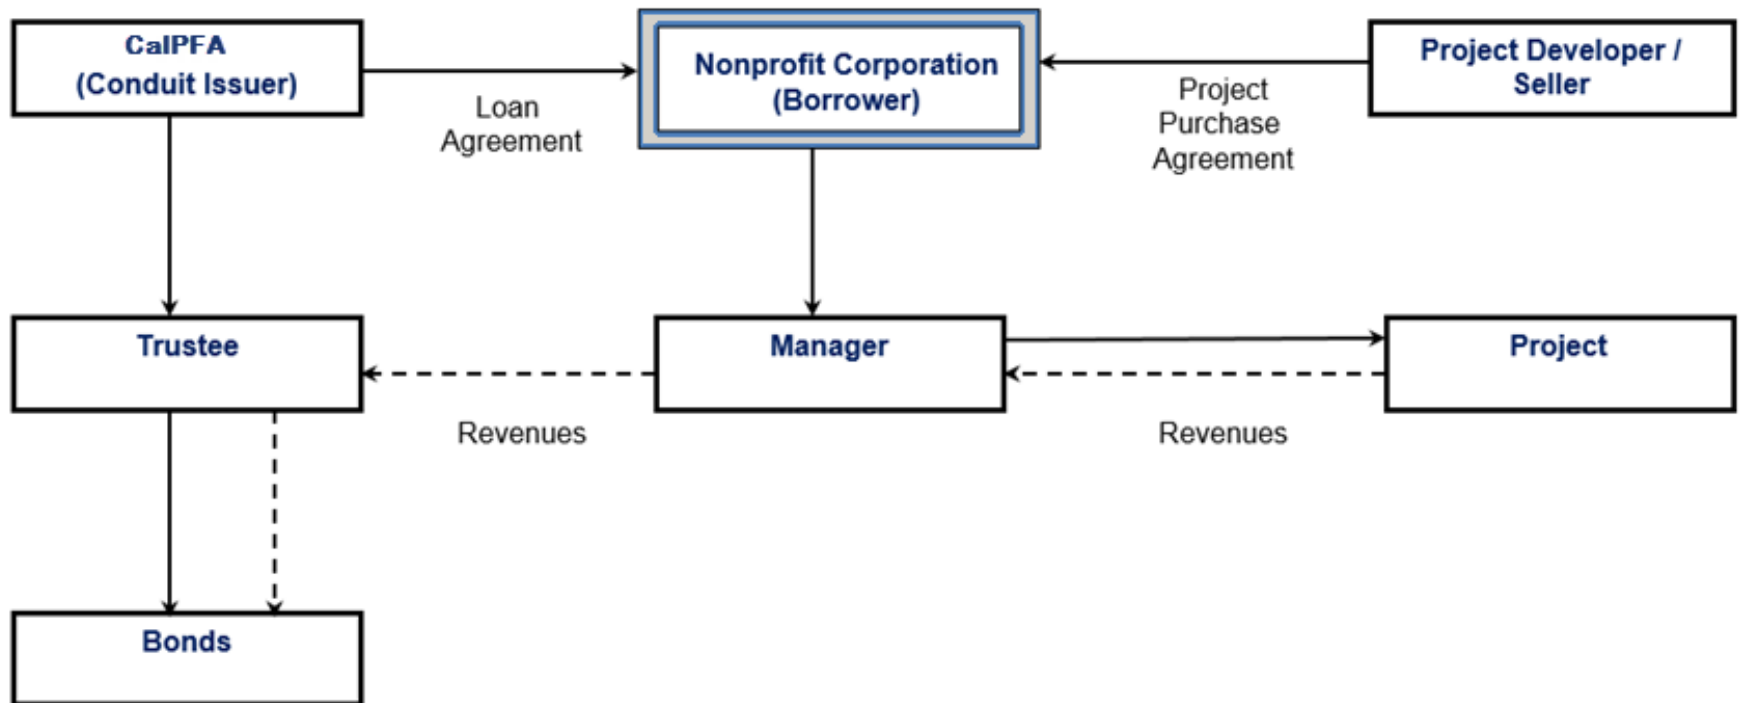 CalPFA
(Conduit Issuer)
Loan
Agreement
Nonprofit Corporation
(Borrower)
Project
Purchase
Agreement
Project Developer /
Seller
Trustee
Revenues
Manager
Revenues
Project
Bonds